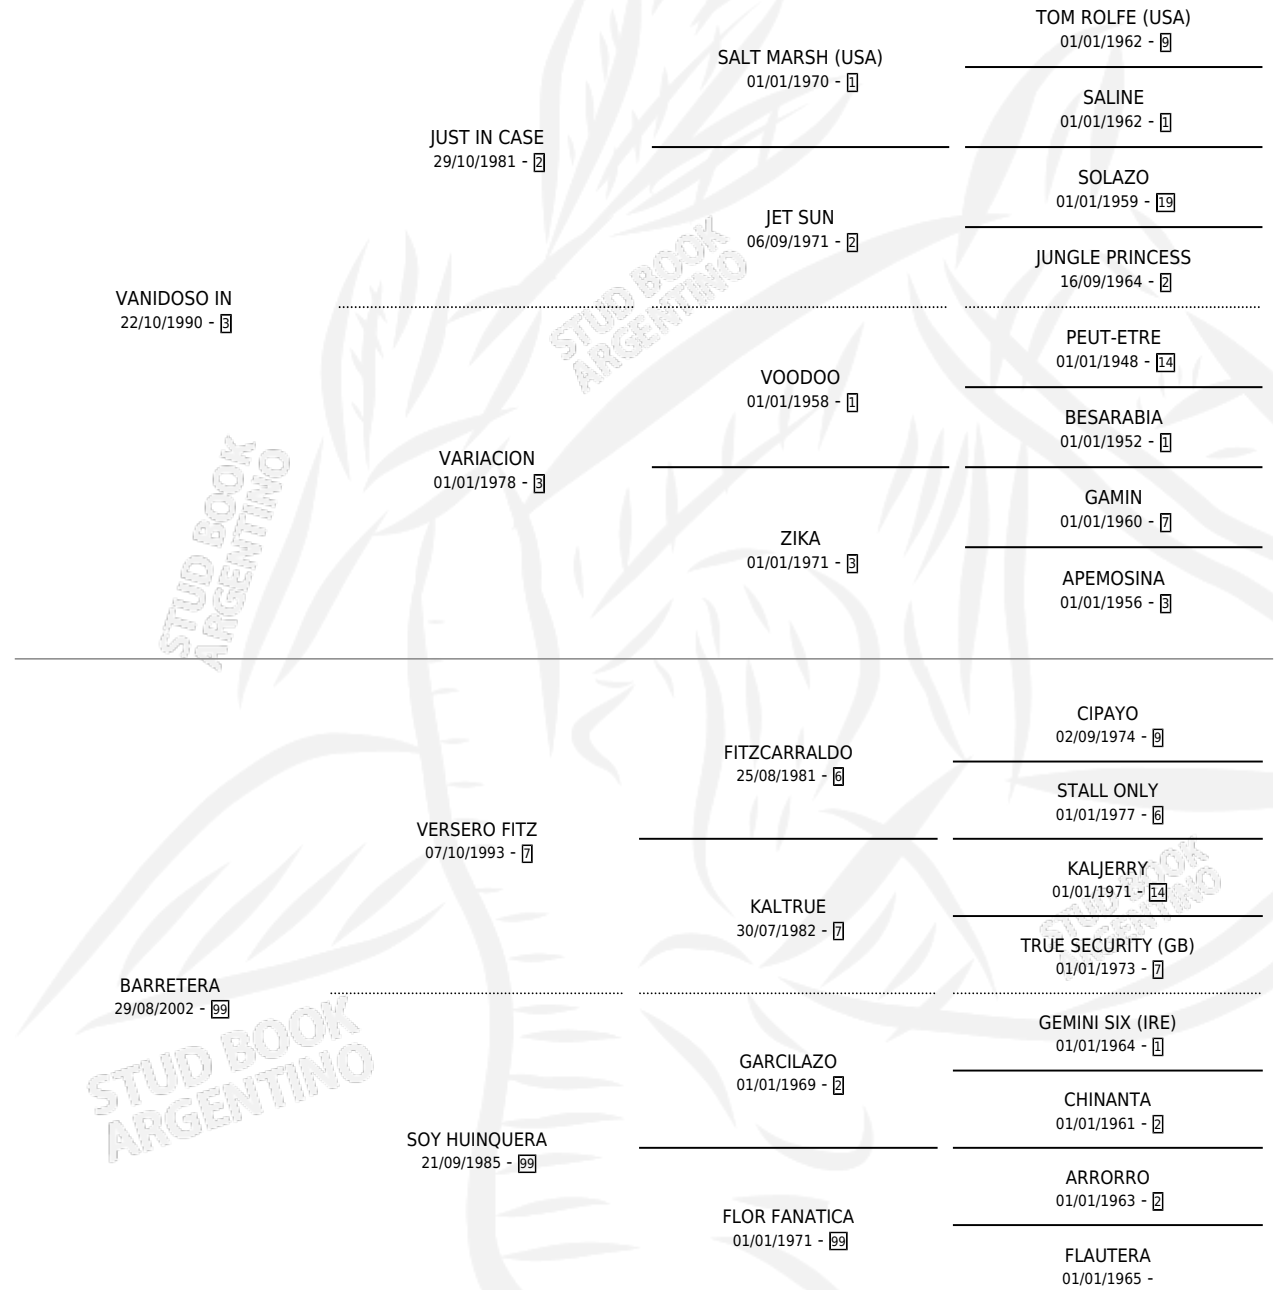 TOM ROLFE (USA)
01/01/1962 - 9
SALT MARSH (USA)
01/01/1970 - 1
SALINE
01/01/1962 - 1
JUST IN CASE
29/10/1981 - 2
SOLAZO
01/01/1959 - 19
JET SUN
06/09/1971 - 2
JUNGLE PRINCESS
16/09/1964 - 2
VANIDOSO IN
22/10/1990 - 3
PEUT-ETRE
01/01/1948 - 14
VOODOO
01/01/1958 - 1
BESARABIA
01/01/1952 - 1
VARIACION
01/01/1978 - 3
GAMIN
01/01/1960 - 7
ZIKA
01/01/1971 - 3
APEMOSINA
01/01/1956 - 3
CIPAYO
02/09/1974 - 9
FITZCARRALDO
25/08/1981 - 6
STALL ONLY
01/01/1977 - 6
VERSERO FITZ
07/10/1993 - 7
KALJERRY
01/01/1971 - 14
KALTRUE
30/07/1982 - 7
TRUE SECURITY (GB)
01/01/1973 - 7
BARRETERA
29/08/2002 - 99
GEMINI SIX (IRE)
01/01/1964 - 1
GARCILAZO
01/01/1969 - 2
CHINANTA
01/01/1961 - 2
SOY HUINQUERA
21/09/1985 - 99
ARRORRO
01/01/1963 - 2
FLOR FANATICA
01/01/1971 - 99
FLAUTERA
01/01/1965 -
STUD BOOK
ARGENTINO
STUD BOOK
ARGENTINO
STUD BOOK
ARGENTINO
STUD BOOK
ARGENTINO